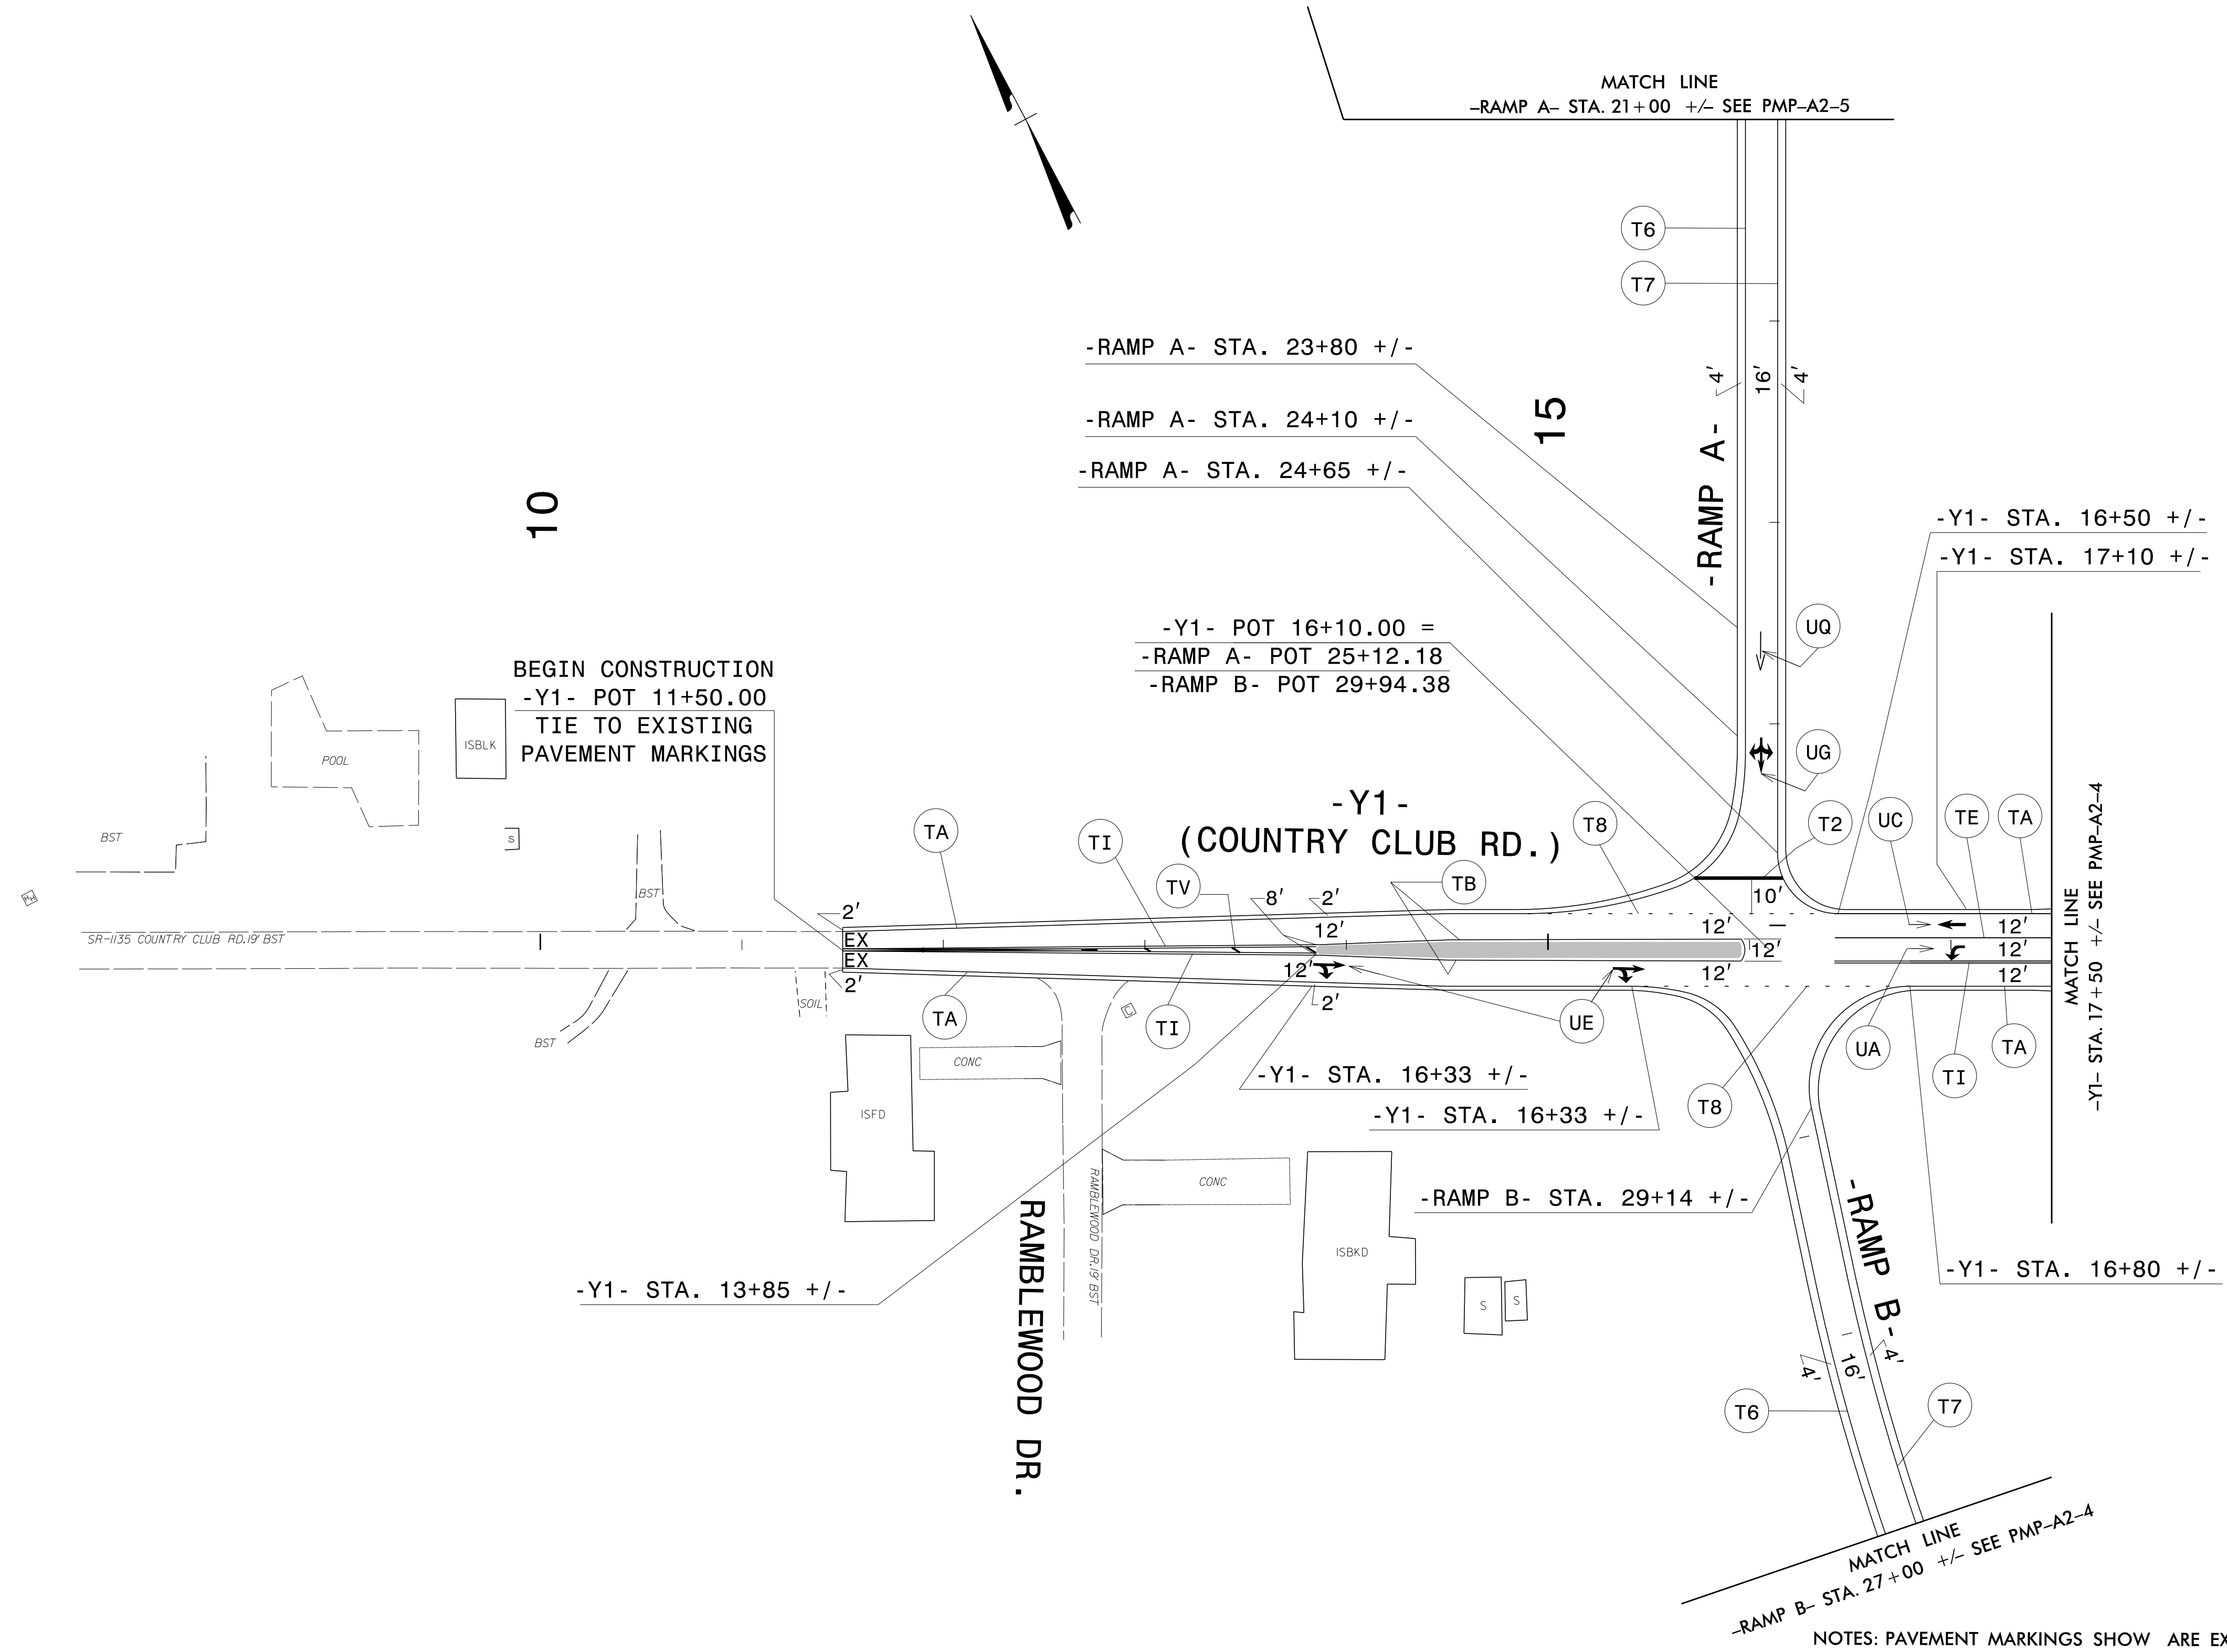 MATCH LINE
–RAMP A– STA. 21+00 +/– SEE PMP–A2–5
T6
T7
-RAMP A- STA. 23+80 +/-
4'
16'
4'
-RAMP A- STA. 24+10 +/-
15
-RAMP A-
-RAMP A- STA. 24+65 +/-
10
-Y1- STA. 16+50 +/-
-Y1- STA. 17+10 +/-
-Y1- POT 16+10.00 =
-RAMP A- POT 25+12.18
-RAMP B- POT 29+94.38
UQ
BEGIN CONSTRUCTION
-Y1- POT 11+50.00
TIE TO EXISTING
PAVEMENT MARKINGS
ISBLK
POOL
UG
-Y1-
(COUNTRY CLUB RD.)
BST
S
TA
TI
T8
T2
UC
TE
TA
TV
TB
BST
HH
8'
2'
10'
2'
12'
12'
12'
SR-1135 COUNTRY CLUB RD. 19' BST
EX
EX
12'
12'
12'
12'
12'
2'
2'
SOIL
C
TA
TI
UE
UA
TI
TA
MATCH LINE
–Y1– STA. 17+50 +/– SEE PMP–A2–4
BST
CONC
ISFD
-Y1- STA. 16+33 +/-
-Y1- STA. 16+33 +/-
T8
CONC
RAMBLEWOOD DR. 19' BST
-RAMP B- STA. 29+14 +/-
-RAMP B-
RAMBLEWOOD DR.
ISBKD
-Y1- STA. 13+85 +/-
-Y1- STA. 16+80 +/-
S
S
4'
16'
4'
T6
T7
MATCH LINE
–RAMP B– STA. 27+00 +/– SEE PMP–A2–4
NOTES: PAVEMENT MARKINGS SHOW ARE EX